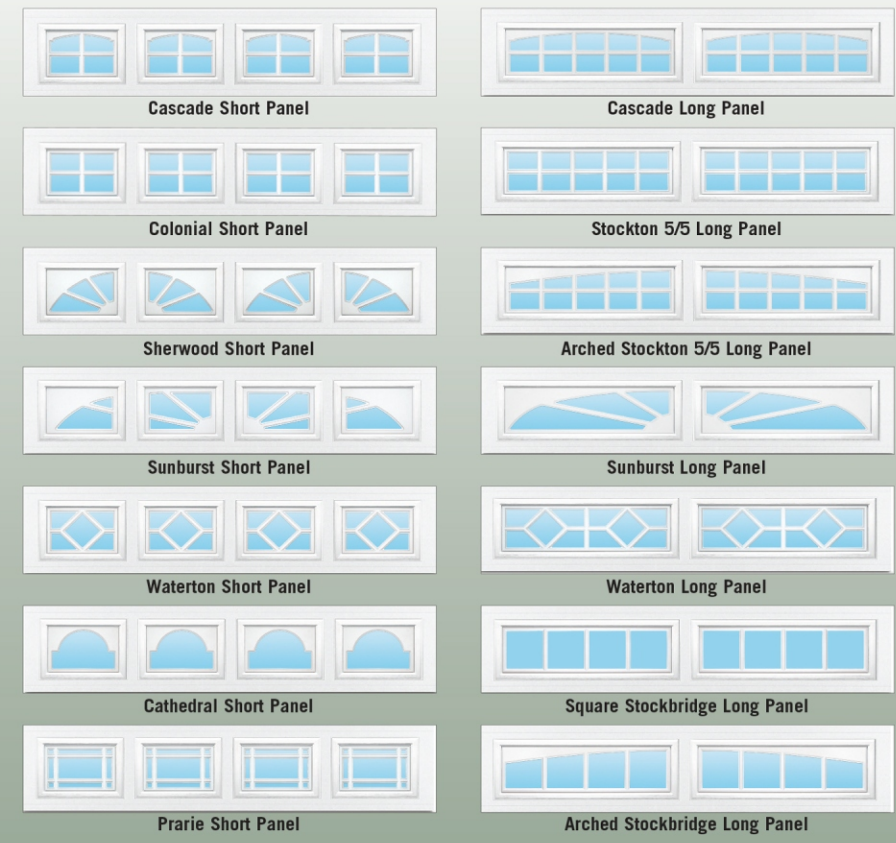 Cascade Short Panel
Cascade Long Panel
Colonial Short Panel
Stockton 5/5 Long Panel
Sherwood Short Panel
Arched Stockton 5/5 Long Panel
Sunburst Short Panel
Sunburst Long Panel
Waterton Short Panel
Waterton Long Panel
Cathedral Short Panel
Square Stockbridge Long Panel
Prarie Short Panel
Arched Stockbridge Long Panel